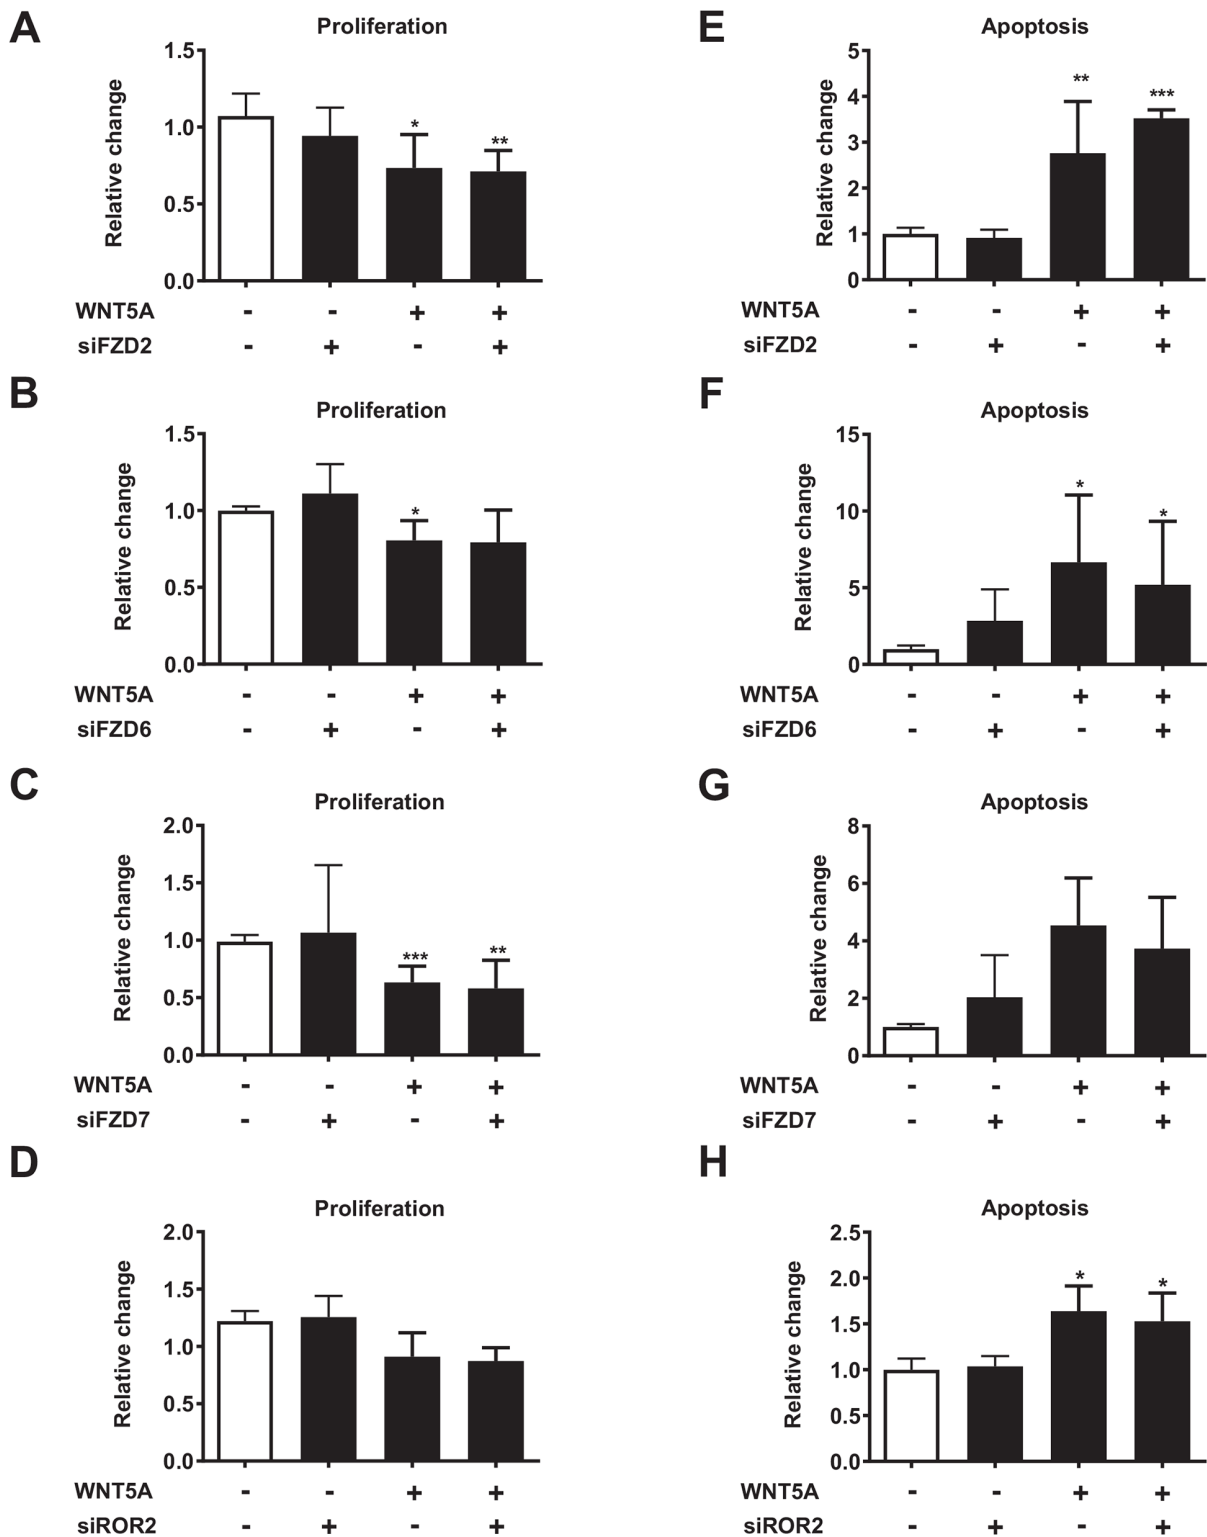 A
Proliferation
Relative change
1.5
1.0
0.5
0.0
*
**
WNT5A - - + +
siFZD2 - + - +
E
Apoptosis
Relative change
5
4
3
2
1
0
**
***
WNT5A - - + +
siFZD2 - + - +
B
Proliferation
Relative change
1.5
1.0
0.5
0.0
*
WNT5A - - + +
siFZD6 - + - +
F
Apoptosis
Relative change
15
10
5
0
*
*
WNT5A - - + +
siFZD6 - + - +
C
Proliferation
Relative change
2.0
1.5
1.0
0.5
0.0
***
**
WNT5A - - + +
siFZD7 - + - +
G
Apoptosis
Relative change
8
6
4
2
0
WNT5A - - + +
siFZD7 - + - +
D
Proliferation
Relative change
2.0
1.5
1.0
0.5
0.0
WNT5A - - + +
siROR2 - + - +
H
Apoptosis
Relative change
2.5
2.0
1.5
1.0
0.5
0.0
*
*
WNT5A - - + +
siROR2 - + - +